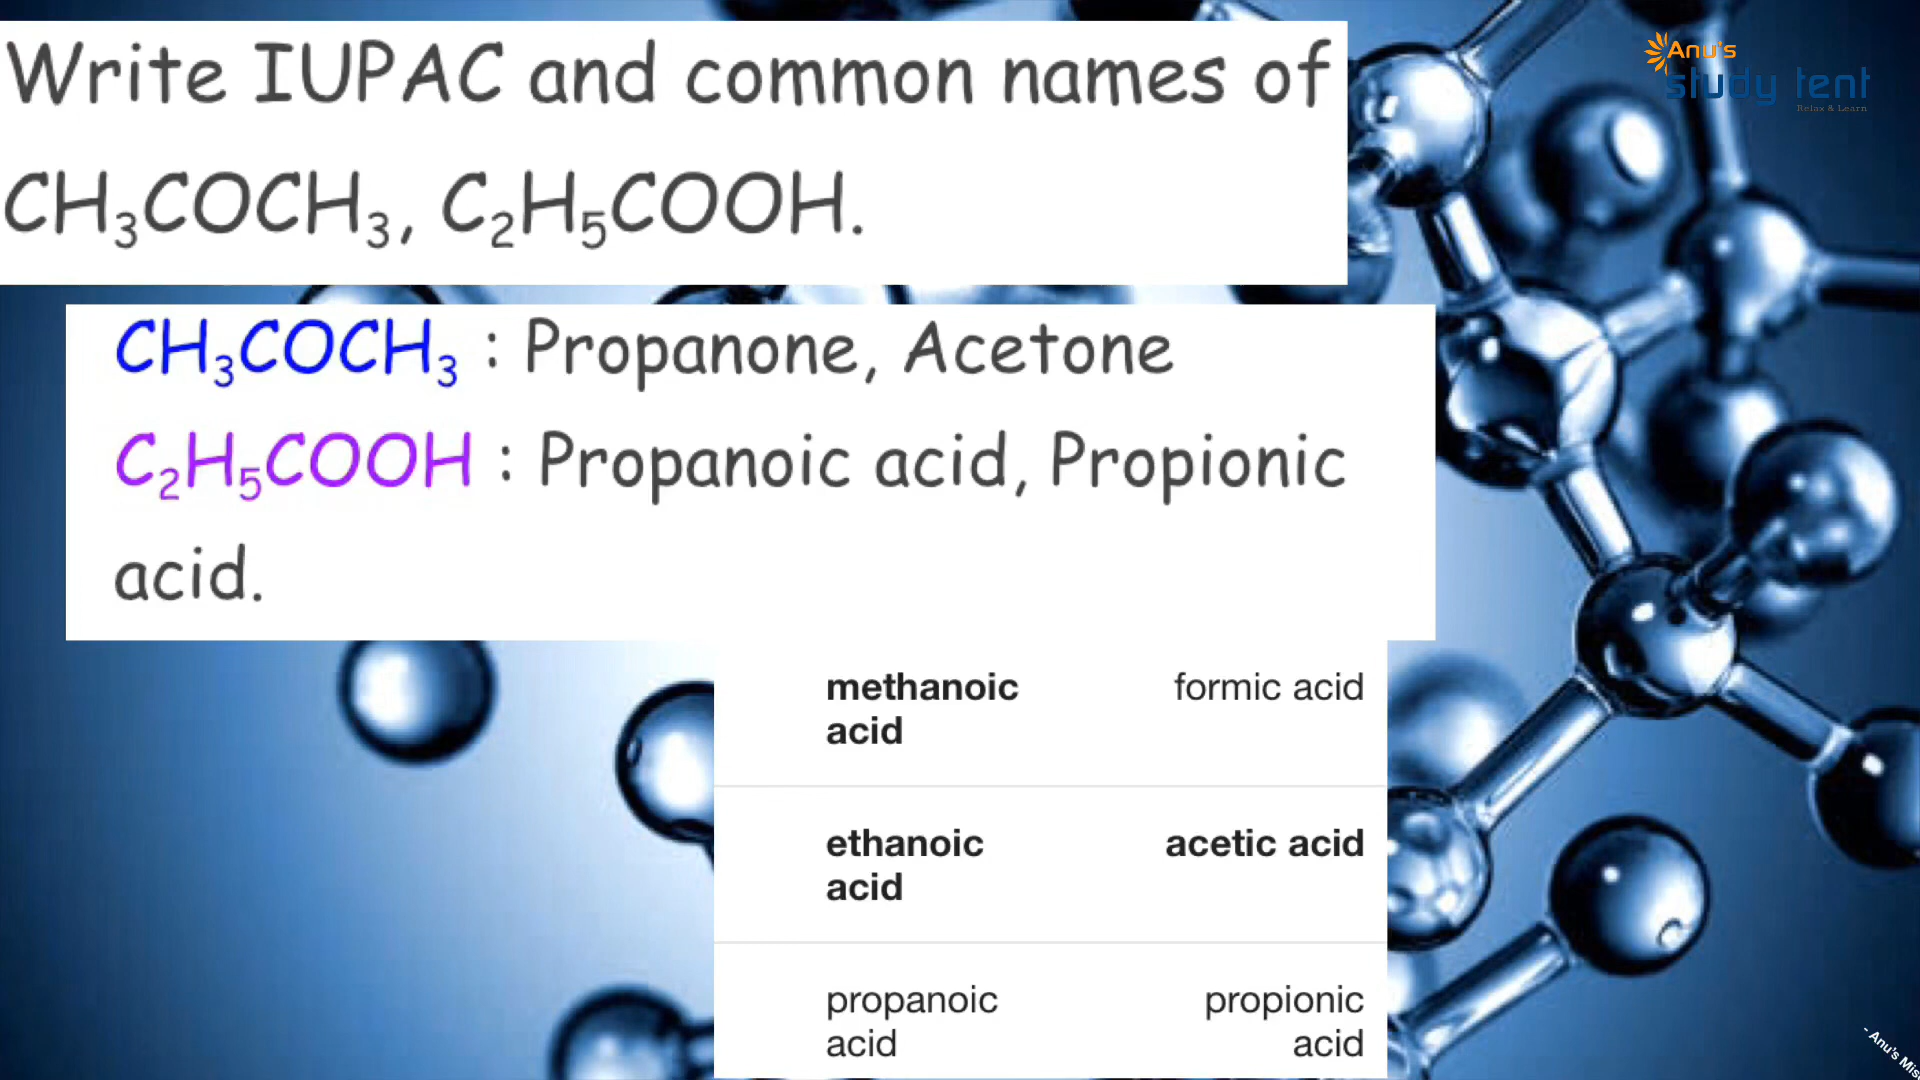 Write IUPAC and common names of
CH₃COCH₃, C₂H₅COOH.
CH₃COCH₃ : Propanone, Acetone
C₂H₅COOH : Propanoic acid, Propionic
acid.
methanoic acid formic acid
ethanoic acid acetic acid
propanoic acid propionic acid
Anu's
study tent
Relax & Learn
- Anu's